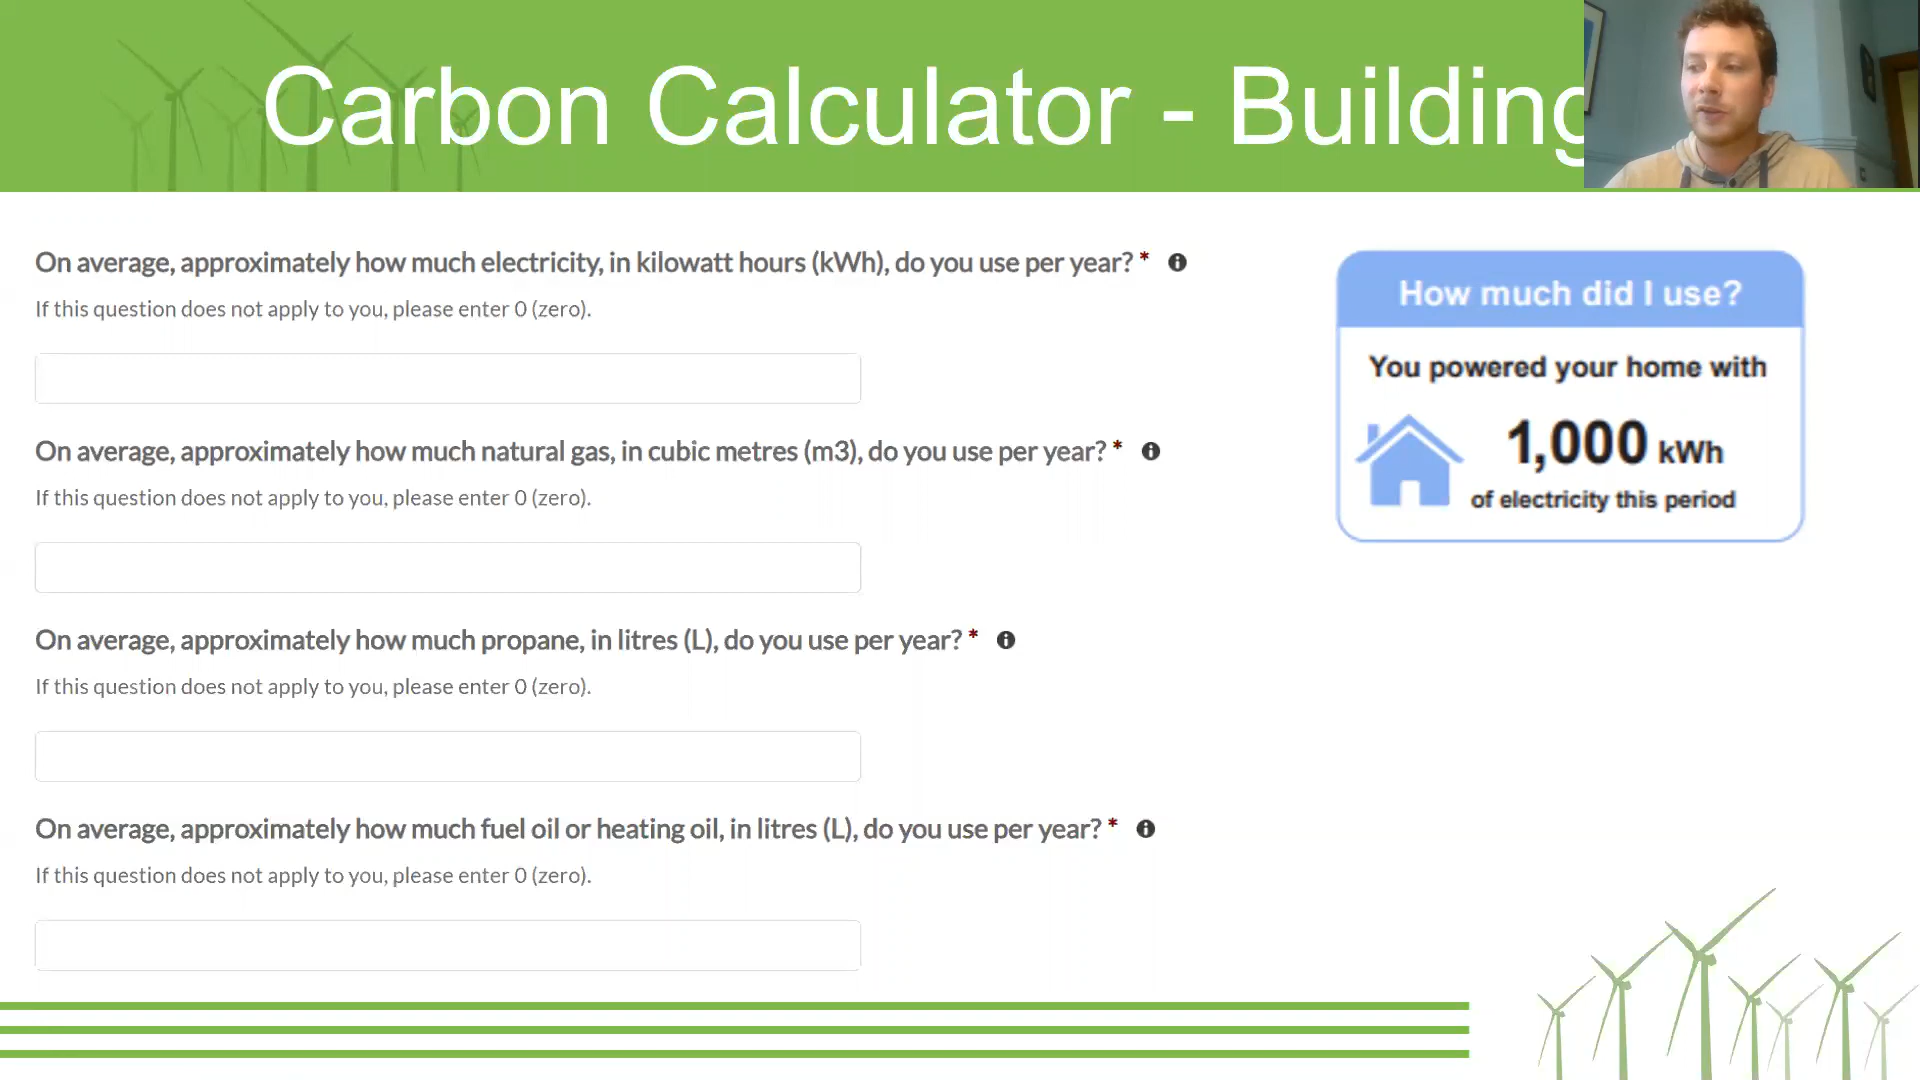 Carbon Calculator - Building
On average, approximately how much electricity, in kilowatt hours (kWh), do you use per year? *
If this question does not apply to you, please enter 0 (zero).
On average, approximately how much natural gas, in cubic metres (m3), do you use per year? *
If this question does not apply to you, please enter 0 (zero).
On average, approximately how much propane, in litres (L), do you use per year? *
If this question does not apply to you, please enter 0 (zero).
On average, approximately how much fuel oil or heating oil, in litres (L), do you use per year? *
If this question does not apply to you, please enter 0 (zero).
How much did I use?
You powered your home with
1,000 kWh
of electricity this period